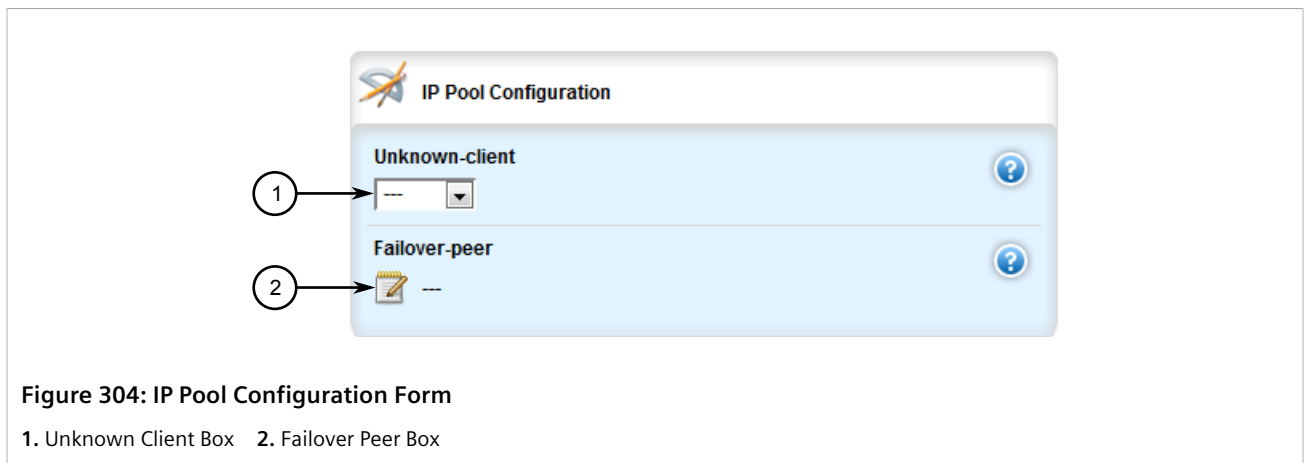 IP Pool Configuration
Unknown-client
1
---
Failover-peer
2
---
Figure 304: IP Pool Configuration Form
1. Unknown Client Box 2. Failover Peer Box